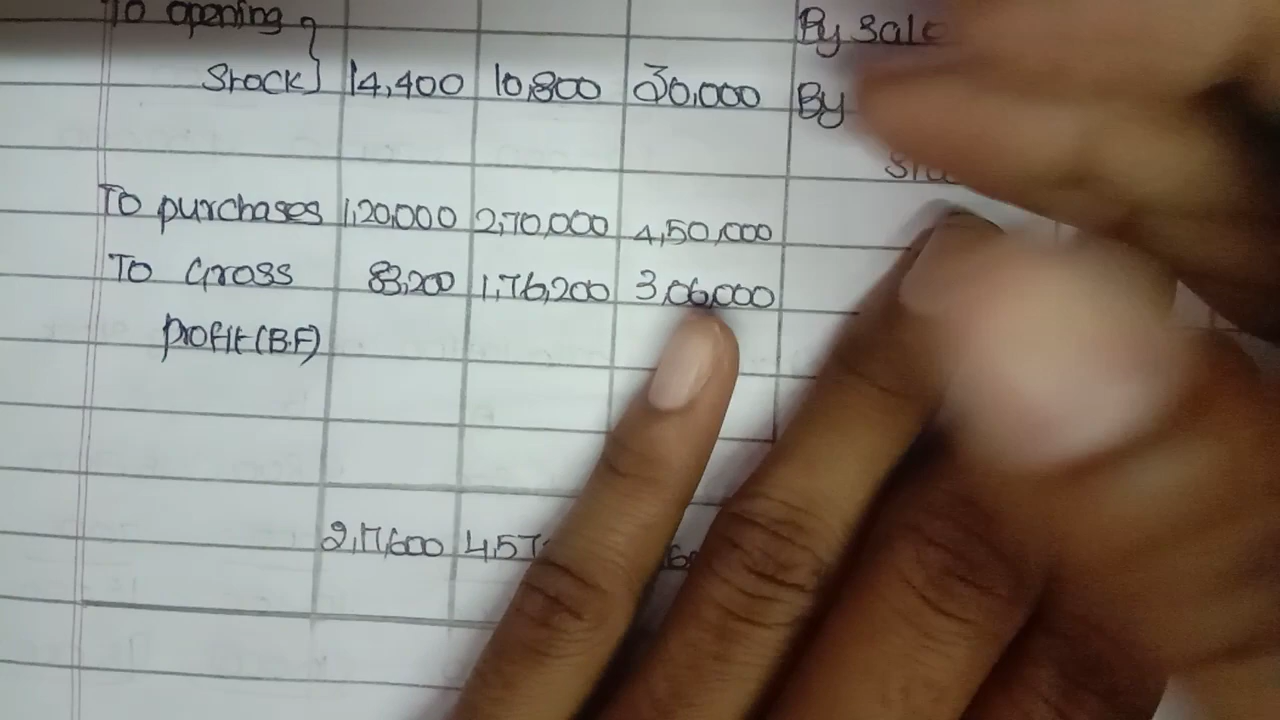 To opening By Sale
Stock 14,400 10,800 30,000 By
To purchases 1,20,000 2,70,000 4,50,000
To Gross 83,200 1,76,200 3,06,000
profit (B.F)
2,17,600